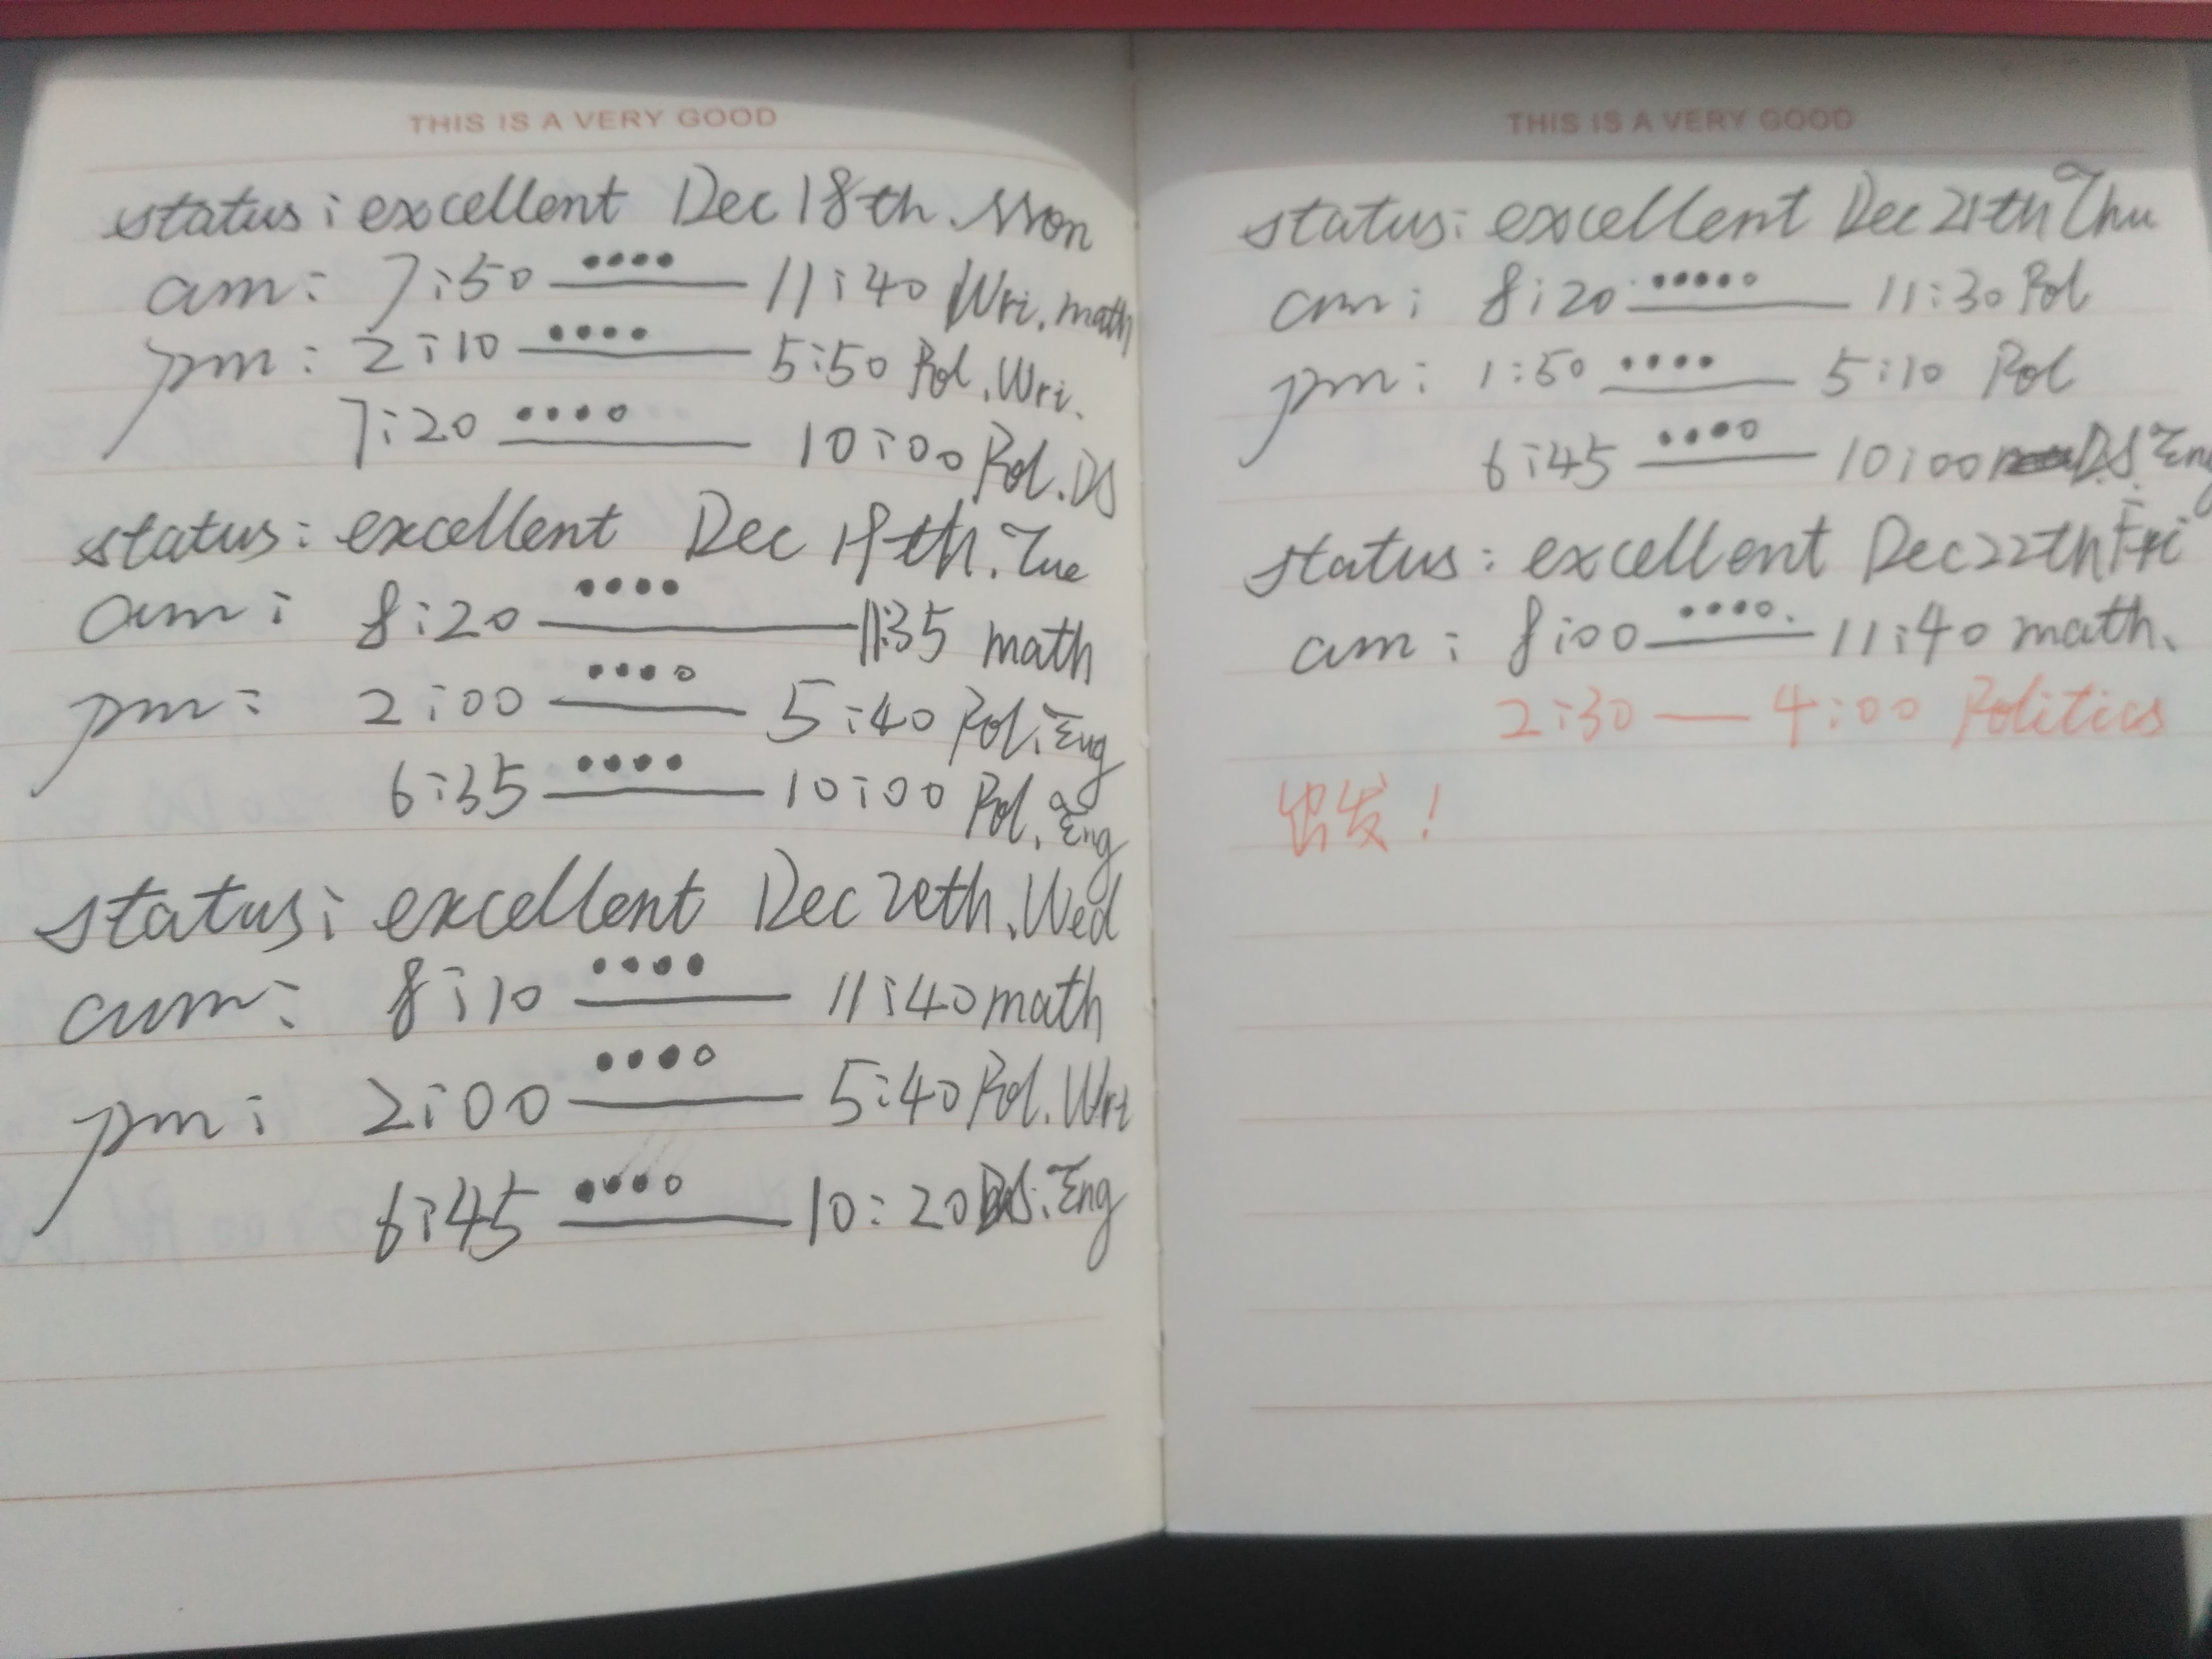 THIS IS A VERY GOOD
status: excellent Dec 18th. Mon
am: 7:50 •••• 11:40 Wri. math
pm: 2:10 •••• 5:50 Pol. Wri.
7:20 •••○ 10:00 Pol. DS
status: excellent Dec 19th. Tue
am: 8:20 •••• 11:35 math
pm: 2:00 •••○ 5:40 Pol. Eng
6:35 •••• 10:00 Pol. Eng
status: excellent Dec 20th. Wed
am: 8:10 •••• 11:40 math
pm: 2:00 •••○ 5:40 Pol. Wri
6:45 •••○ 10:20 DS. Eng
THIS IS A VERY GOOD
status: excellent Dec 21th Thu
am: 8:20 ••••○ 11:30 Pol
pm: 1:50 •••• 5:10 Pol
6:45 •••○ 10:00 DS. Eng
status: excellent Dec 22th Fri
am: 8:00 •••○. 11:40 math.
2:30 — 4:00 Politics
出发!